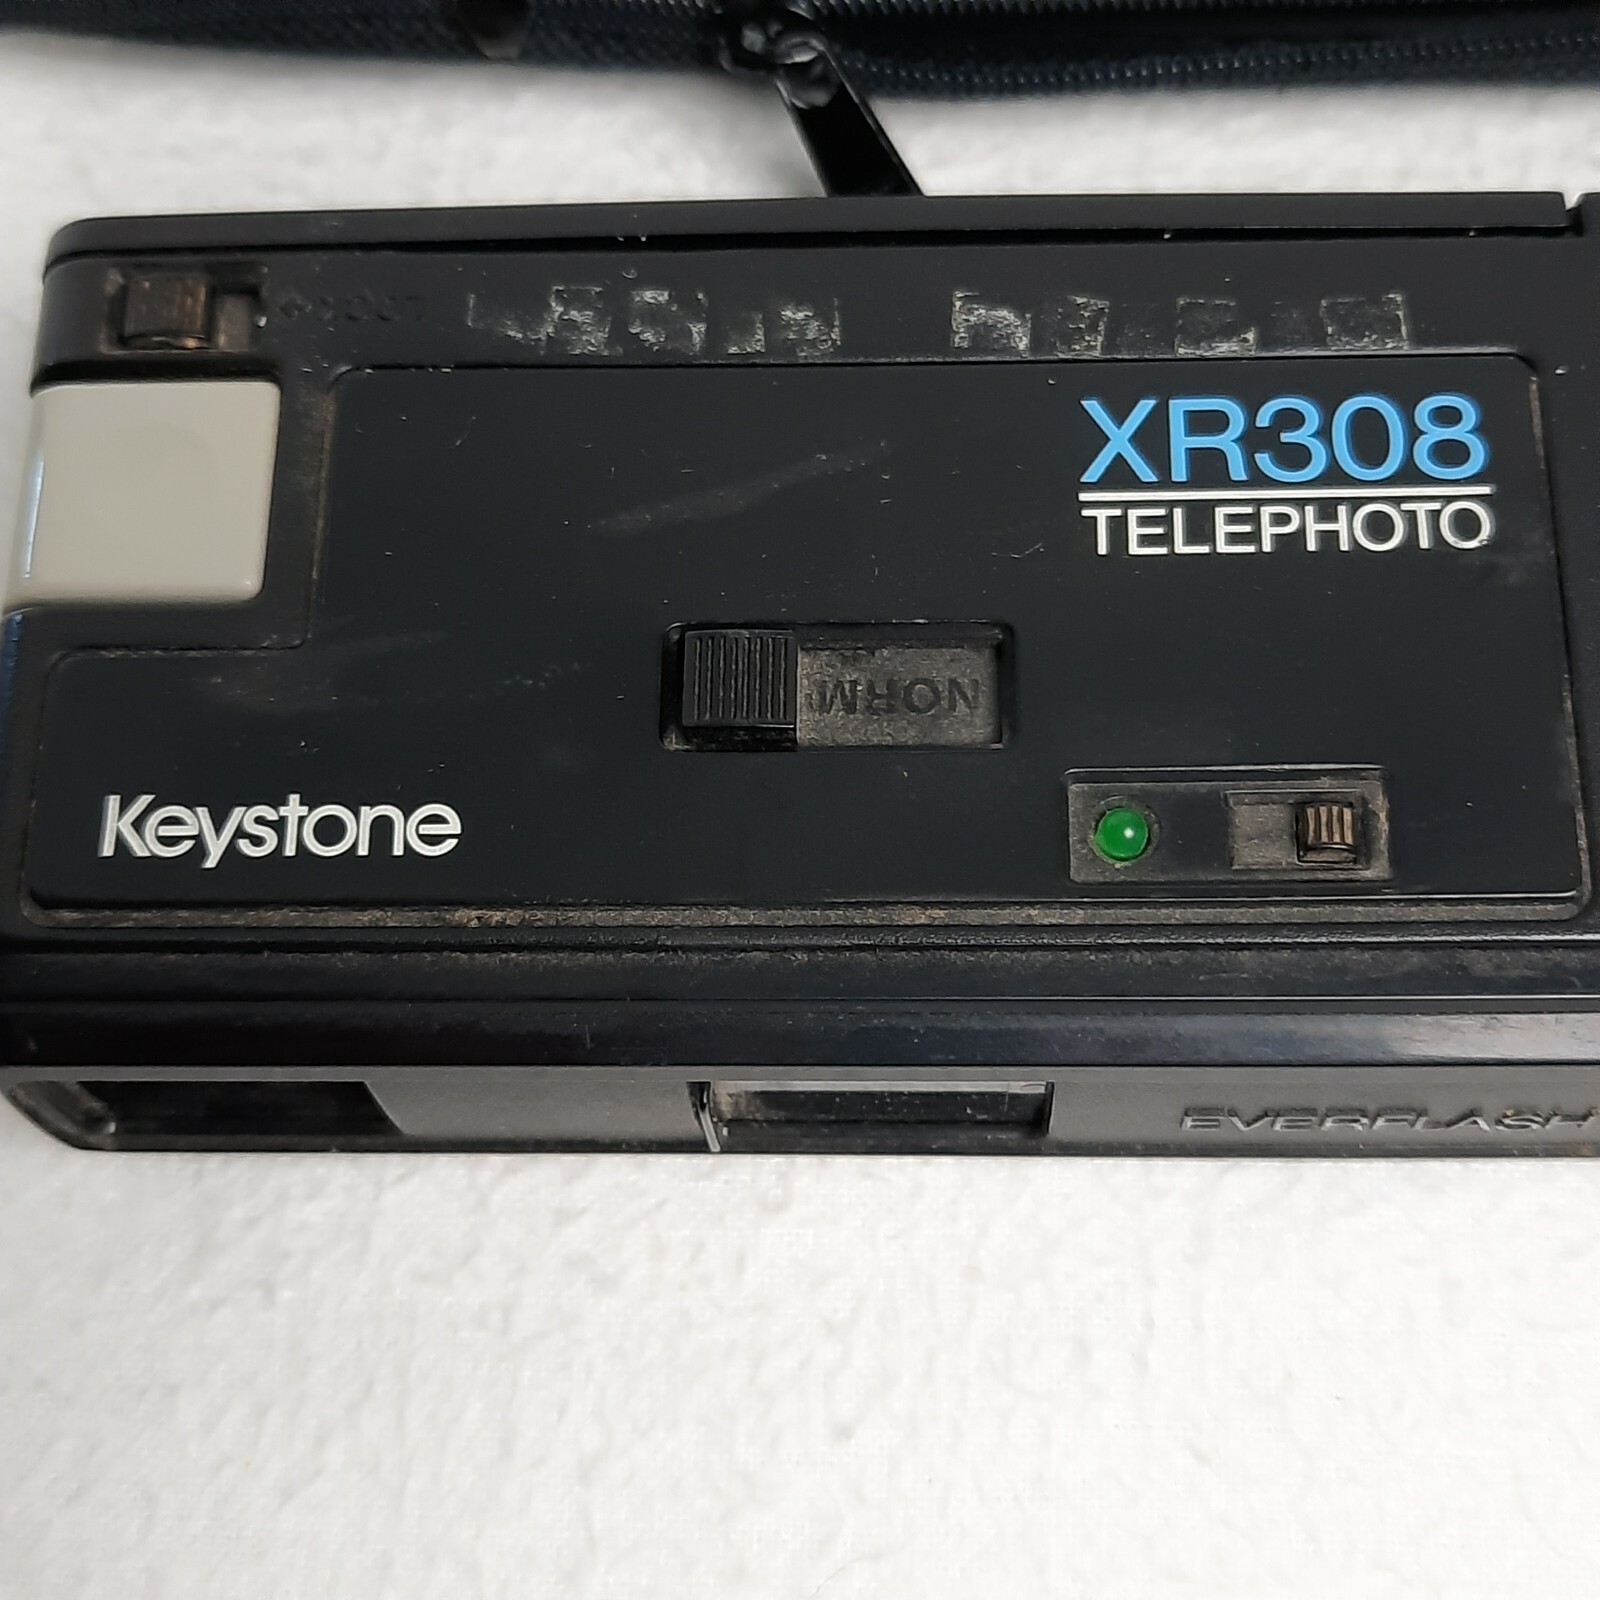 XR308
TELEPHOTO
NORM
Keystone
EVERFLASH